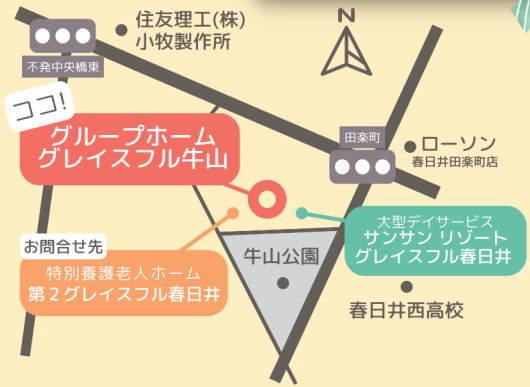 住友理工(株)
小牧製作所
N
不発中央橋東
ココ!
グループホーム
グレイスフル牛山
田楽町
ローソン
春日井田楽町店
大型デイサービス
サンサン リゾート
グレイスフル春日井
お問合せ先
特別養護老人ホーム
第2グレイスフル春日井
牛山公園
春日井西高校